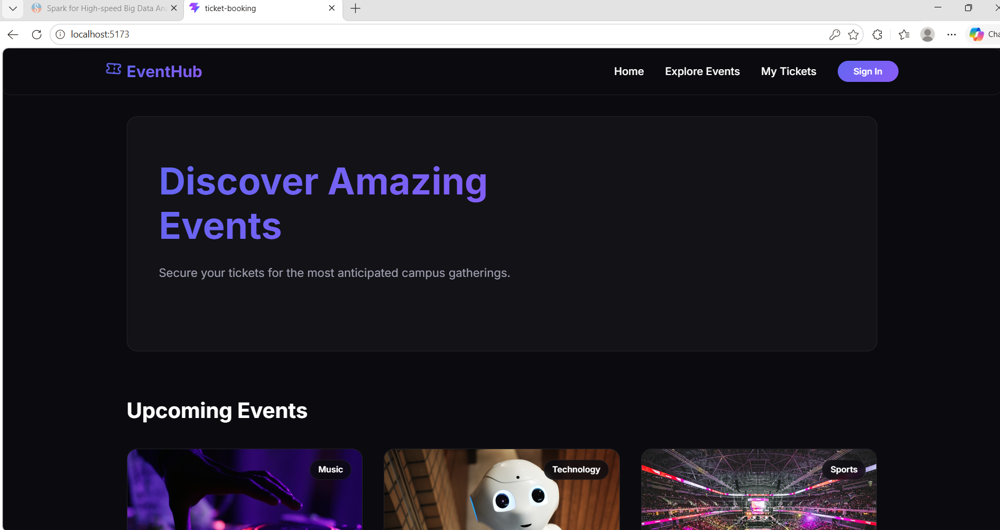 Spark for High-speed Big Data Ana
ticket-booking
localhost:5173
Cha
EventHub
Home
Explore Events
My Tickets
Sign In
Discover Amazing
Events
Secure your tickets for the most anticipated campus gatherings.
Upcoming Events
Music
Technology
Sports